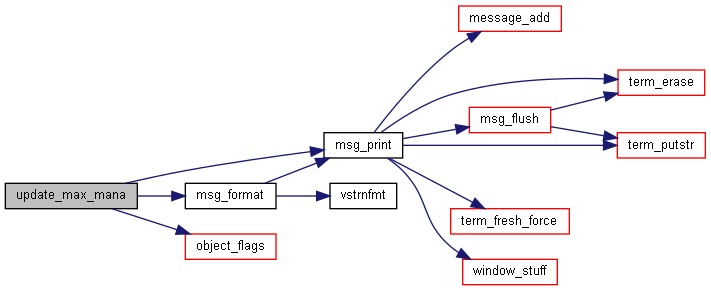 message_add
term_erase
msg_flush
msg_print
term_putstr
update_max_mana
msg_format
vstrnfmt
term_fresh_force
object_flags
window_stuff